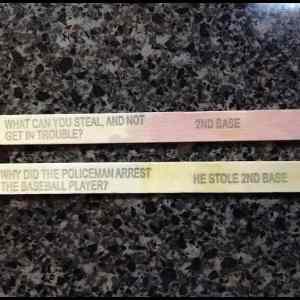 WHAT CAN YOU STEAL, AND NOT
GET IN TROUBLE?
2ND BASE
WHY DID THE POLICEMAN ARREST
THE BASEBALL PLAYER?
HE STOLE 2ND BASE